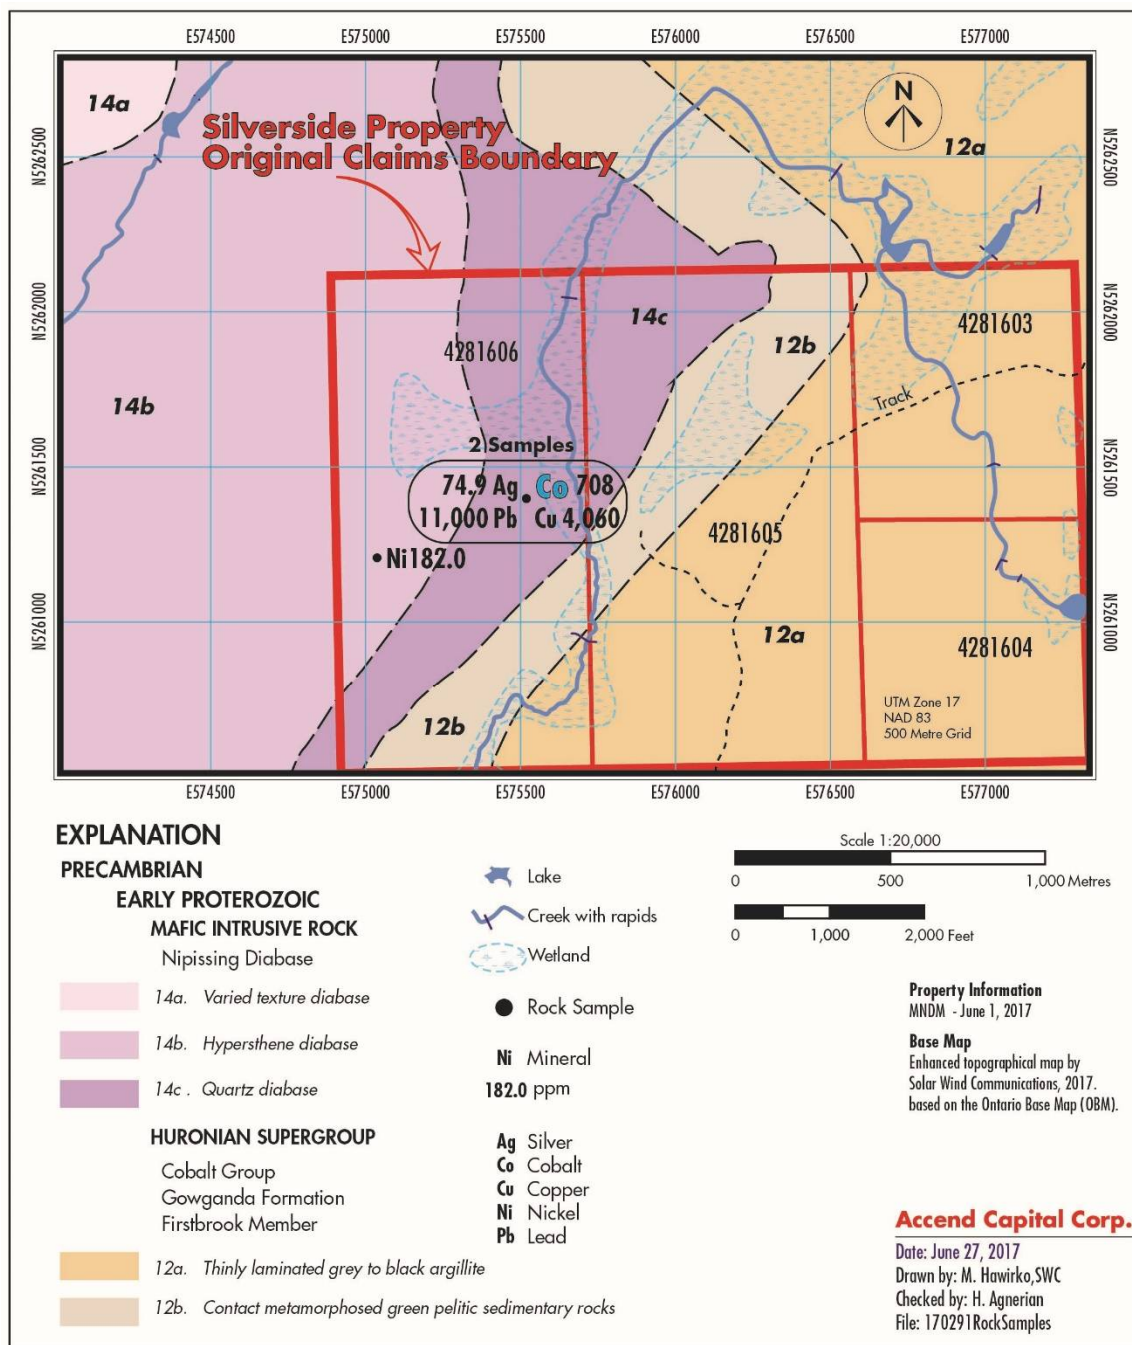 E574500 E575000 E575500 E576000 E576500 E577000
N5262500
N5262000
N5261500
N5261000
N5262500
N5262000
N5261500
N5261000
14a
N
12a
Silverside Property
Original Claims Boundary
14c
4281606
12b
4281603
14b
Track
2 Samples
74.9 Ag Co 708
11,000 Pb Cu 4,060
4281605
Ni182.0
12a
4281604
12b
UTM Zone 17
NAD 83
500 Metre Grid
E574500 E575000 E575500 E576000 E576500 E577000
EXPLANATION
PRECAMBRIAN
EARLY PROTEROZOIC
MAFIC INTRUSIVE ROCK
Nipissing Diabase
14a. Varied texture diabase
14b. Hypersthene diabase
14c . Quartz diabase
HURONIAN SUPERGROUP
Cobalt Group
Gowganda Formation
Firstbrook Member
12a. Thinly laminated grey to black argillite
12b. Contact metamorphosed green pelitic sedimentary rocks
Lake
Creek with rapids
Wetland
Rock Sample
Ni Mineral
182.0 ppm
Ag Silver
Co Cobalt
Cu Copper
Ni Nickel
Pb Lead
Scale 1:20,000
0 500 1,000 Metres
0 1,000 2,000 Feet
Property Information
MNDM - June 1, 2017
Base Map
Enhanced topographical map by
Solar Wind Communications, 2017.
based on the Ontario Base Map (OBM).
Accend Capital Corp.
Date: June 27, 2017
Drawn by: M. Hawirko,SWC
Checked by: H. Agnerian
File: 170291RockSamples